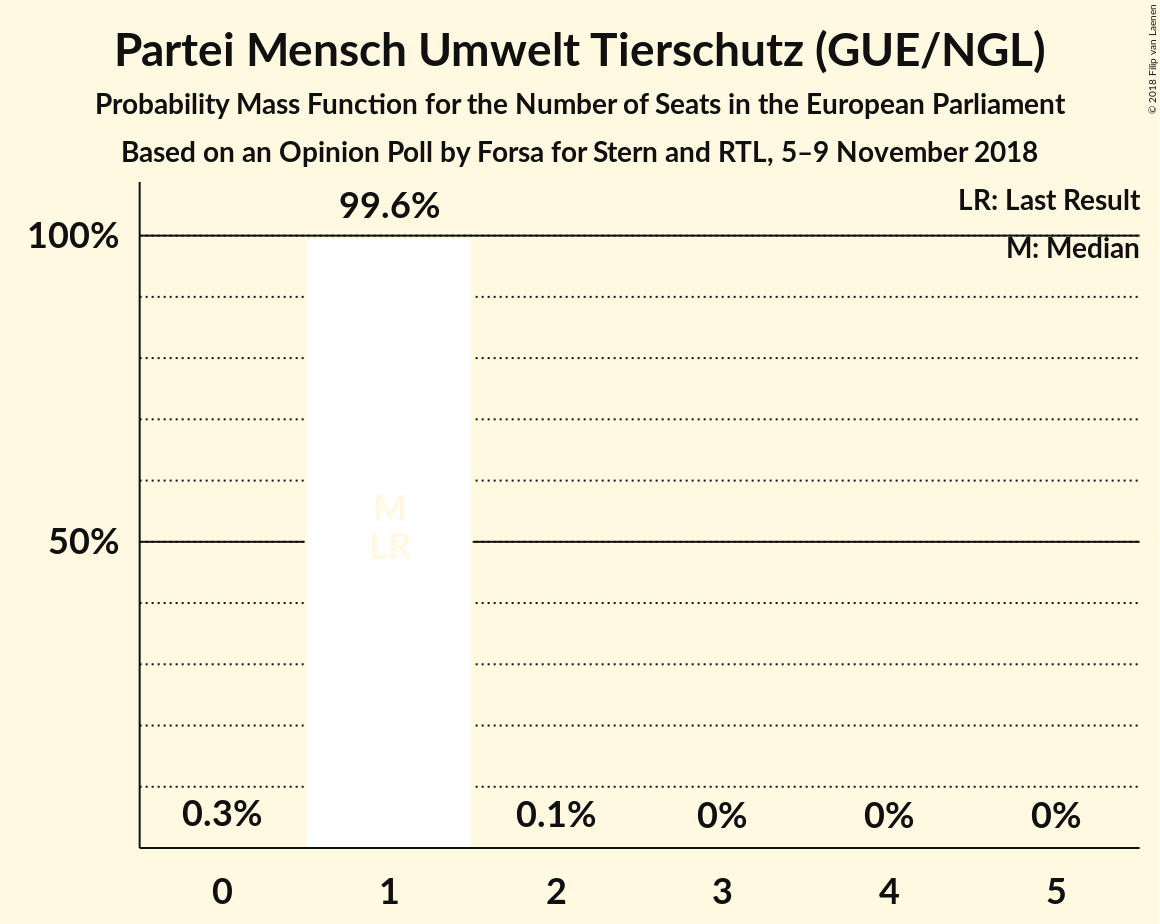 Partei Mensch Umwelt Tierschutz (GUE/NGL)
Probability Mass Function for the Number of Seats in the European Parliament
Based on an Opinion Poll by Forsa for Stern and RTL, 5–9 November 2018
© 2018 Filip van Laenen
LR: Last Result
M: Median
99.6%
100%
50%
M
LR
0.3%
0.1%
0%
0%
0%
0
1
2
3
4
5